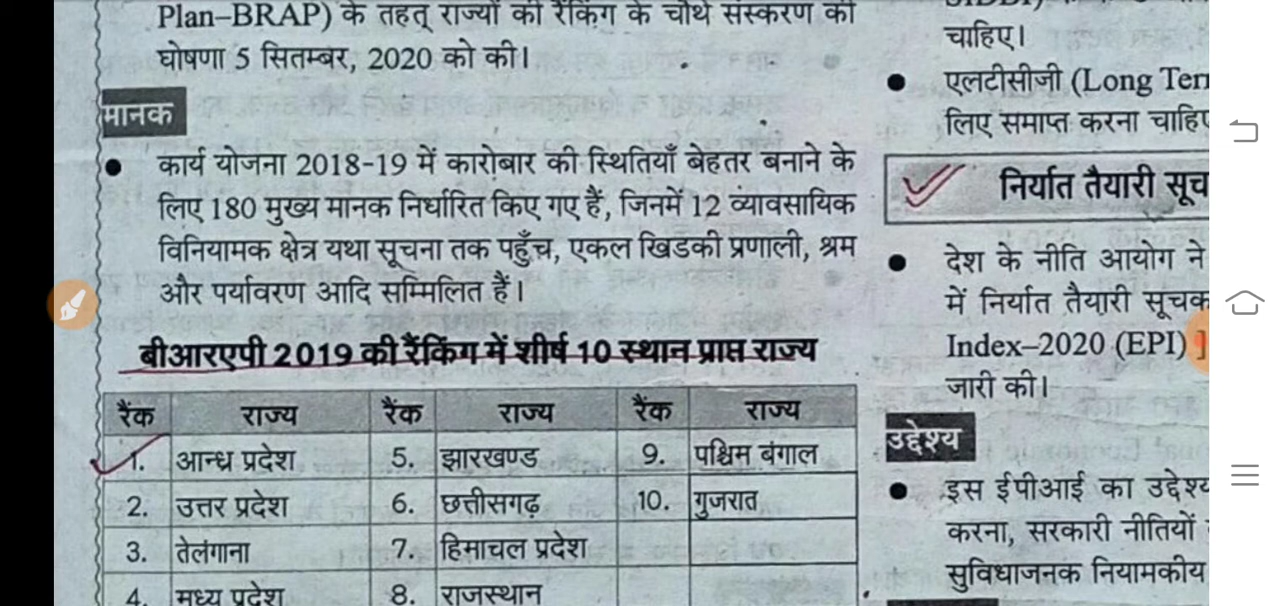 Plan–BRAP) के तहत् राज्यों की रैंकिंग के चौथे संस्करण की
घोषणा 5 सितम्बर, 2020 को की।
मानक
● कार्य योजना 2018-19 में कारोबार की स्थितियाँ बेहतर बनाने के
लिए 180 मुख्य मानक निर्धारित किए गए हैं, जिनमें 12 व्यावसायिक
विनियामक क्षेत्र यथा सूचना तक पहुँच, एकल खिडकी प्रणाली, श्रम
और पर्यावरण आदि सम्मिलित हैं।
बीआरएपी 2019 की रैंकिंग में शीर्ष 10 स्थान प्राप्त राज्य
रैंक राज्य रैंक राज्य रैंक राज्य
1. आन्ध्र प्रदेश 5. झारखण्ड 9. पश्चिम बंगाल
2. उत्तर प्रदेश 6. छत्तीसगढ़ 10. गुजरात
3. तेलंगाना 7. हिमाचल प्रदेश
4. मध्य प्रदेश 8. राजस्थान
चाहिए।
● एलटीसीजी (Long Ter
लिए समाप्त करना चाहिए
निर्यात तैयारी सूच
● देश के नीति आयोग ने
में निर्यात तैयारी सूचक
Index–2020 (EPI) ]
जारी की।
उद्देश्य
● इस ईपीआई का उद्देश्य
करना, सरकारी नीतियों
सुविधाजनक नियामकीय